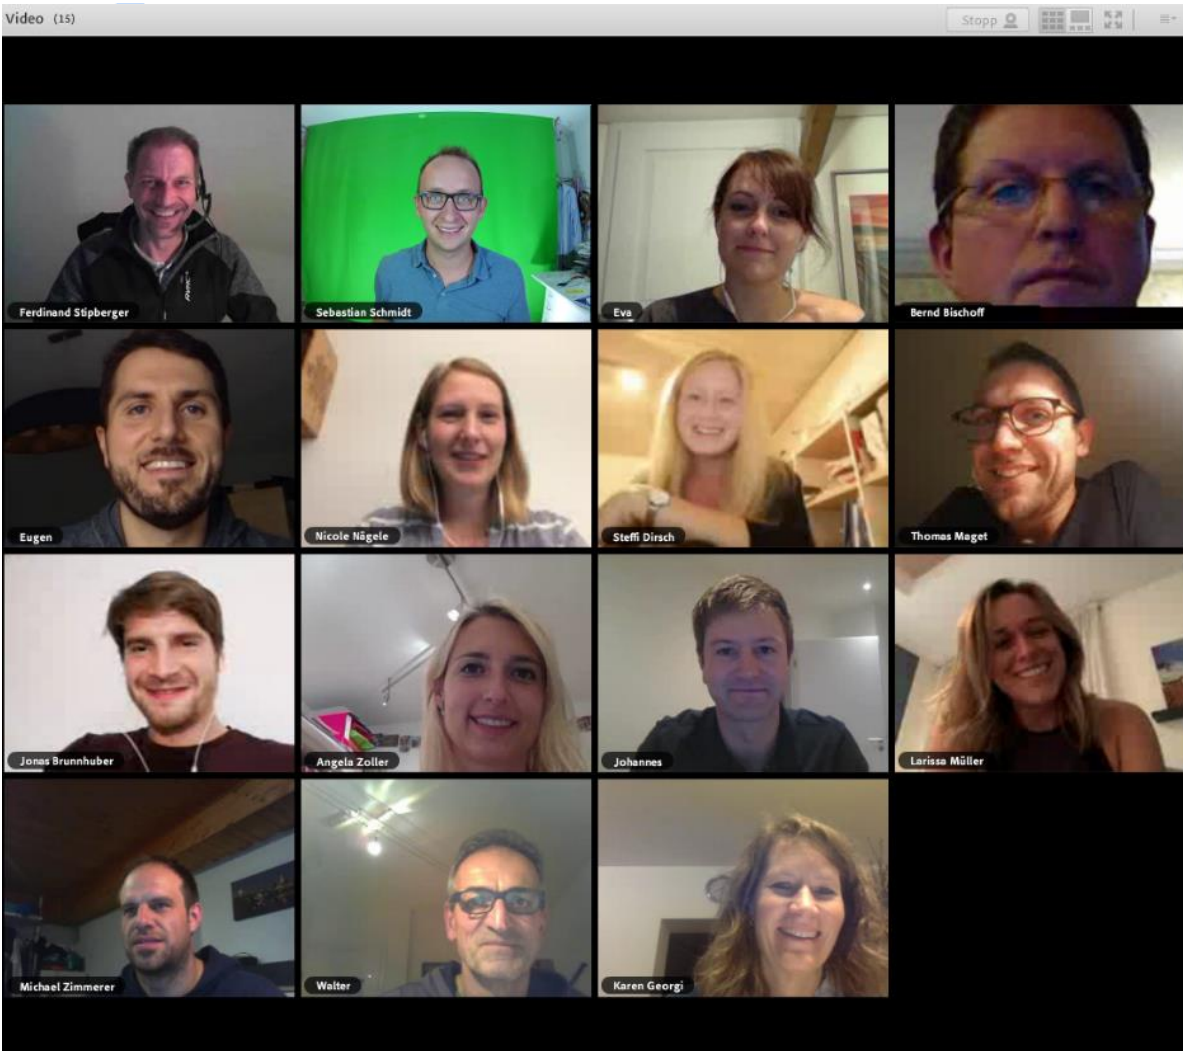 Video (15)
Stopp
Ferdinand Stipberger
Sebastian Schmidt
Eva
Bernd Bischoff
Eugen
Nicole Nägele
Steffi Dirsch
Thomas Maget
Jonas Brunnhuber
Angela Zoller
Johannes
Larissa Müller
Michael Zimmerer
Walter
Karen Georgi